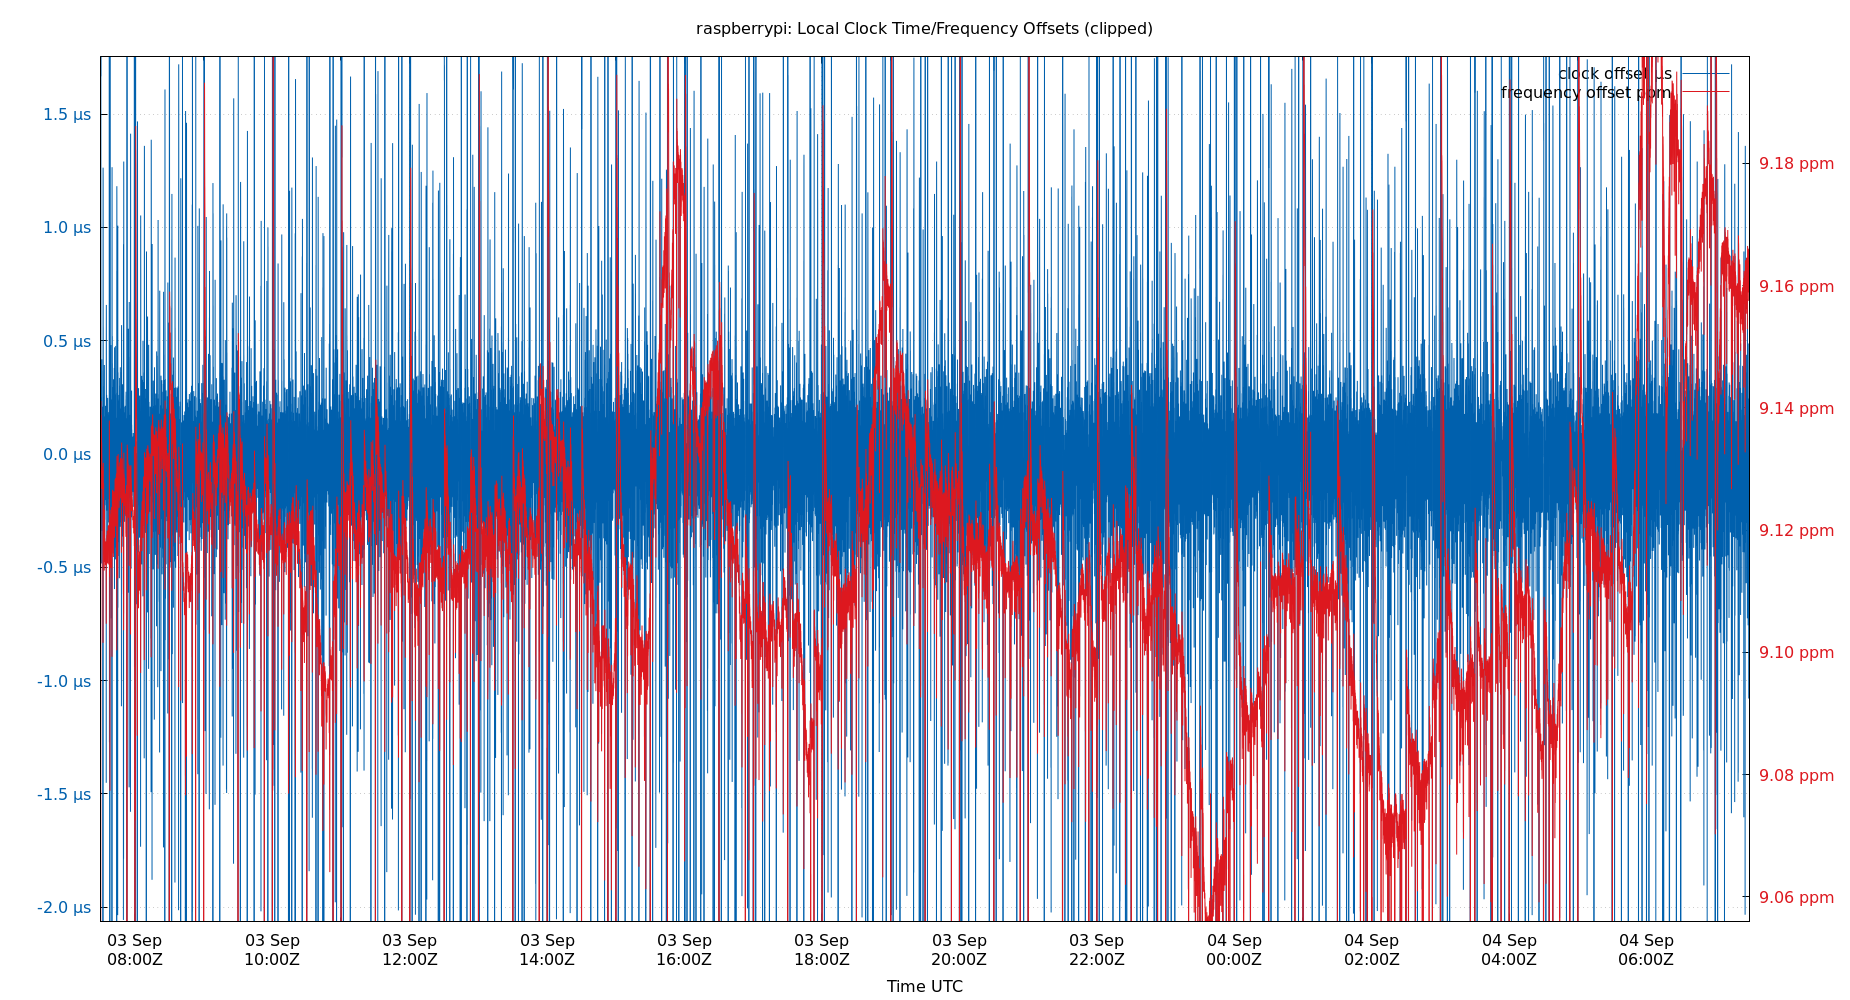 raspberrypi: Local Clock Time/Frequency Offsets (clipped)
clock offset µs
frequency offset ppm
1.5 µs
1.0 µs
0.5 µs
0.0 µs
-0.5 µs
-1.0 µs
-1.5 µs
-2.0 µs
9.18 ppm
9.16 ppm
9.14 ppm
9.12 ppm
9.10 ppm
9.08 ppm
9.06 ppm
03 Sep
08:00Z
03 Sep
10:00Z
03 Sep
12:00Z
03 Sep
14:00Z
03 Sep
16:00Z
03 Sep
18:00Z
03 Sep
20:00Z
03 Sep
22:00Z
04 Sep
00:00Z
04 Sep
02:00Z
04 Sep
04:00Z
04 Sep
06:00Z
Time UTC